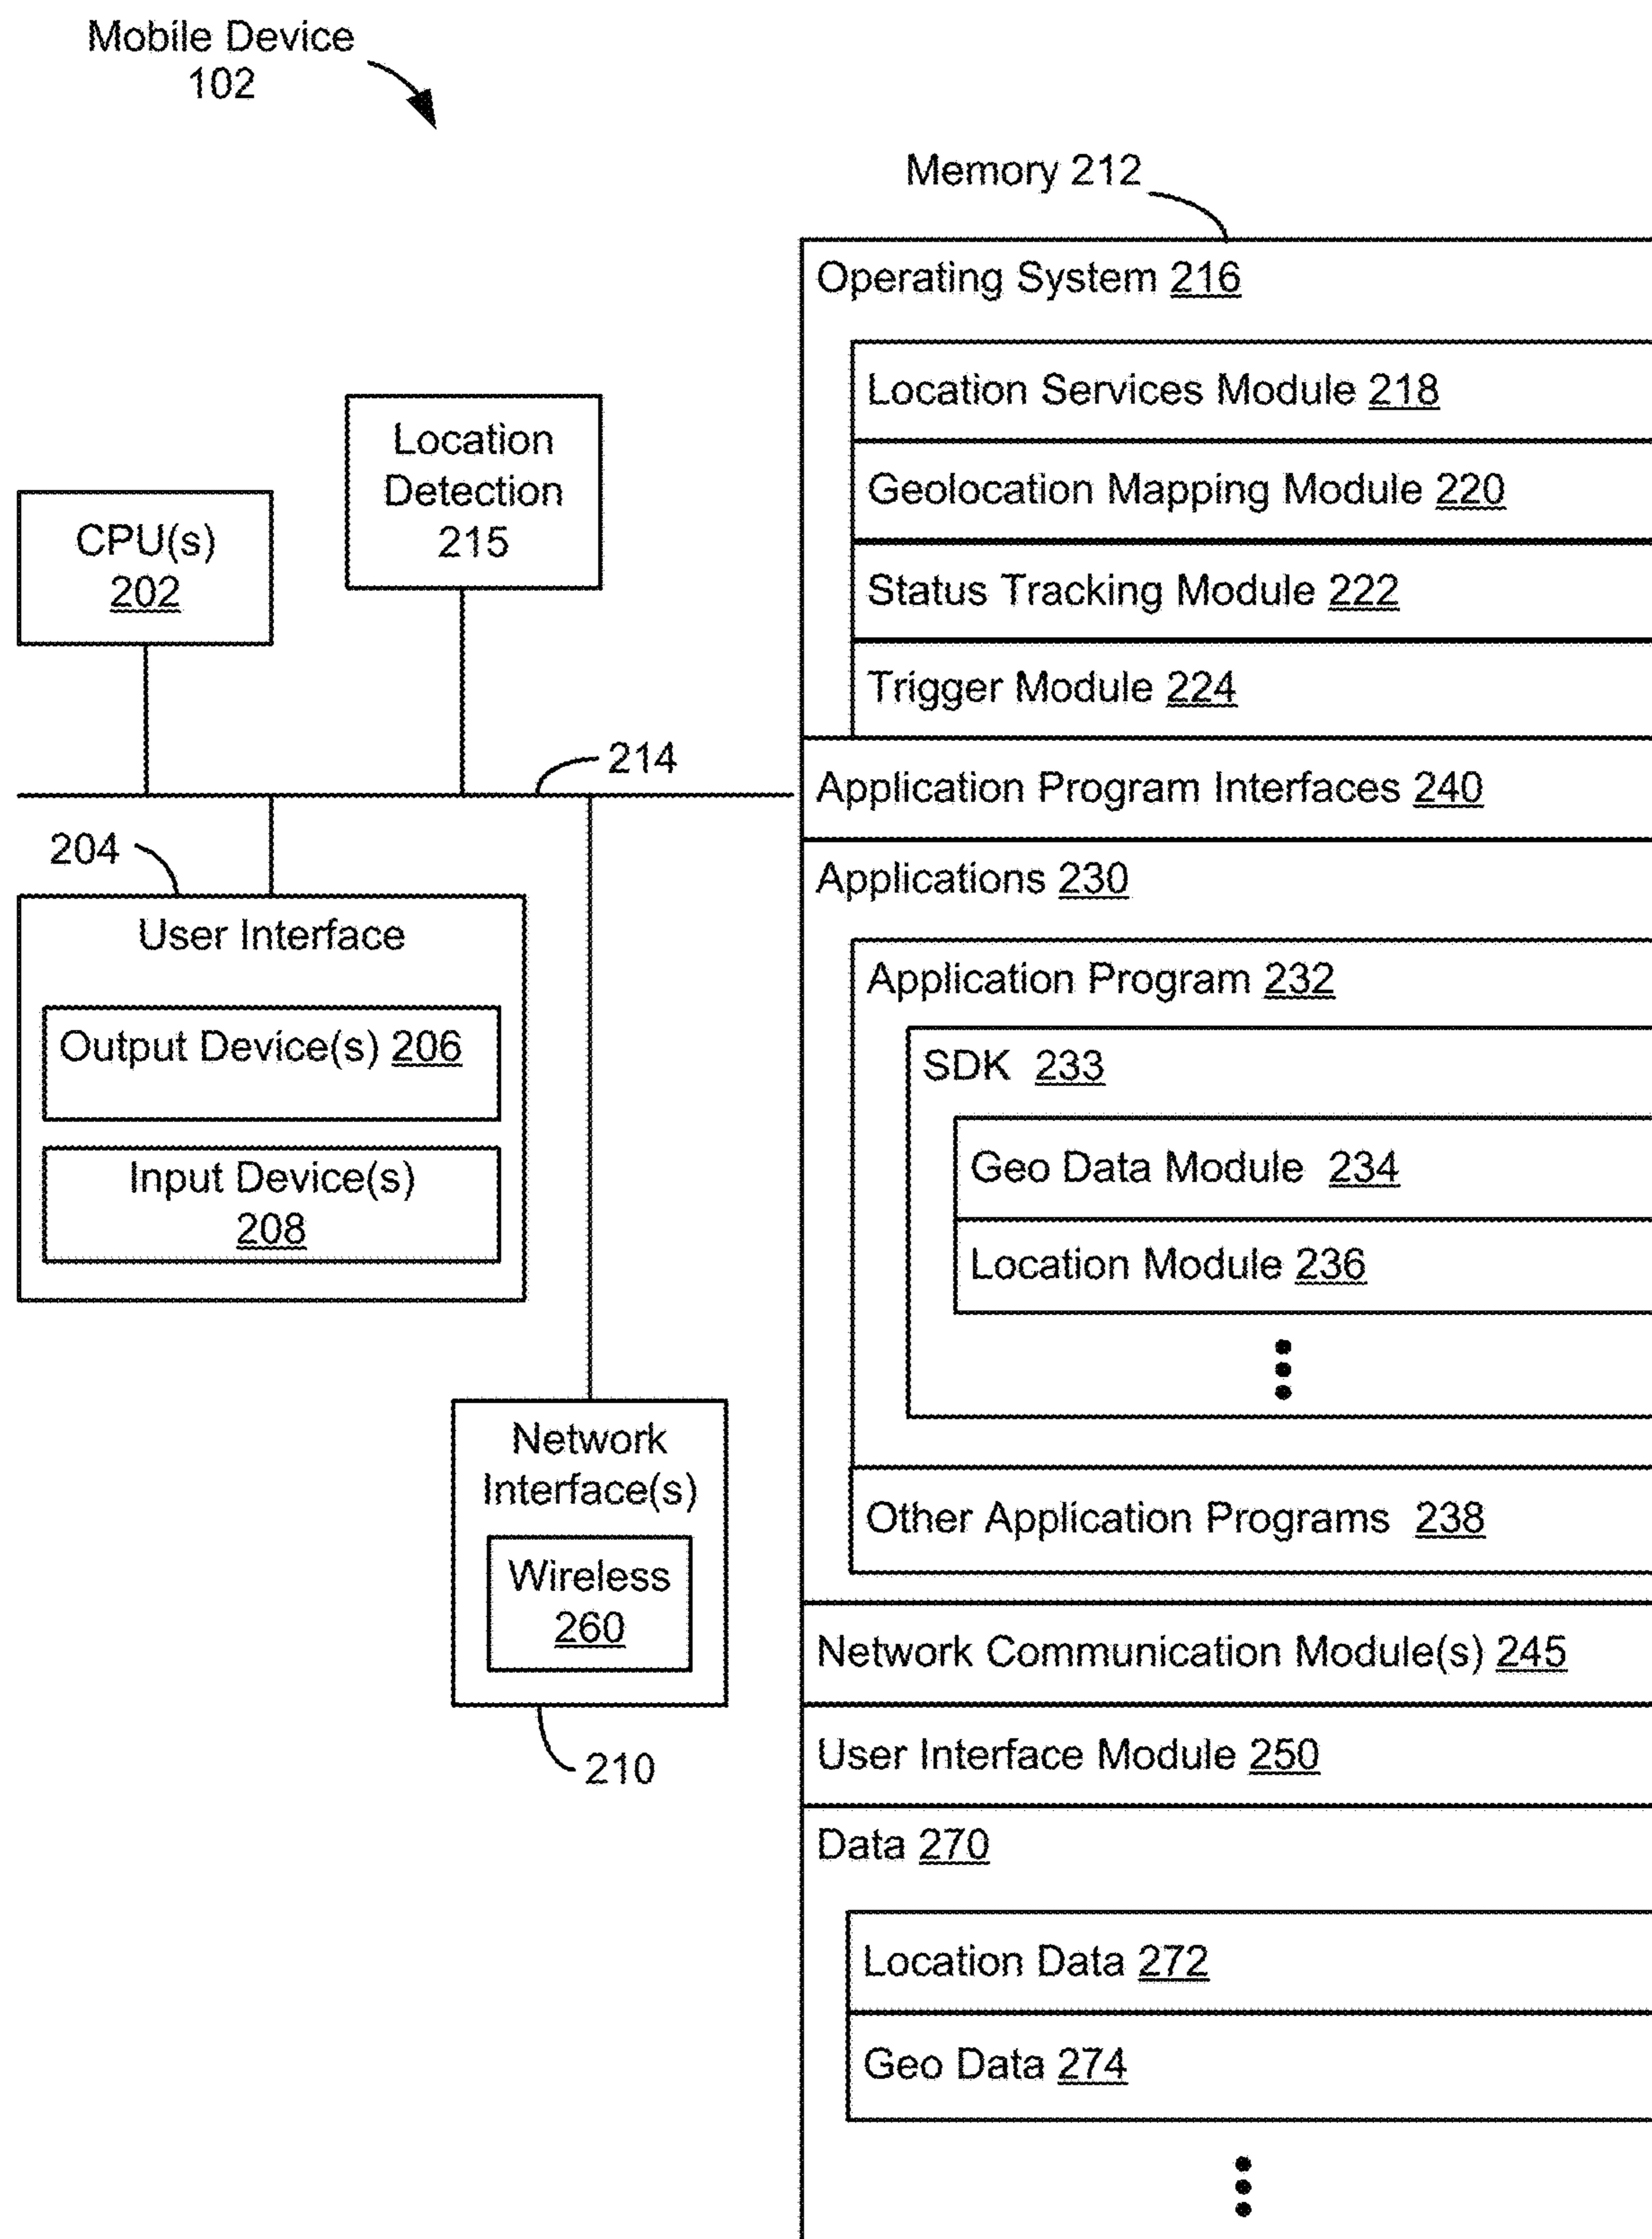 Mobile Device
102
Memory 212
Operating System 216
Location Services Module 218
Geolocation Mapping Module 220
Status Tracking Module 222
Trigger Module 224
Application Program Interfaces 240
Applications 230
Application Program 232
SDK 233
Geo Data Module 234
Location Module 236
Other Application Programs 238
Network Communication Module(s) 245
User Interface Module 250
Data 270
Location Data 272
Geo Data 274
Location
Detection
215
CPU(s)
202
214
204
User Interface
Output Device(s) 206
Input Device(s)
208
Network
Interface(s)
Wireless
260
210